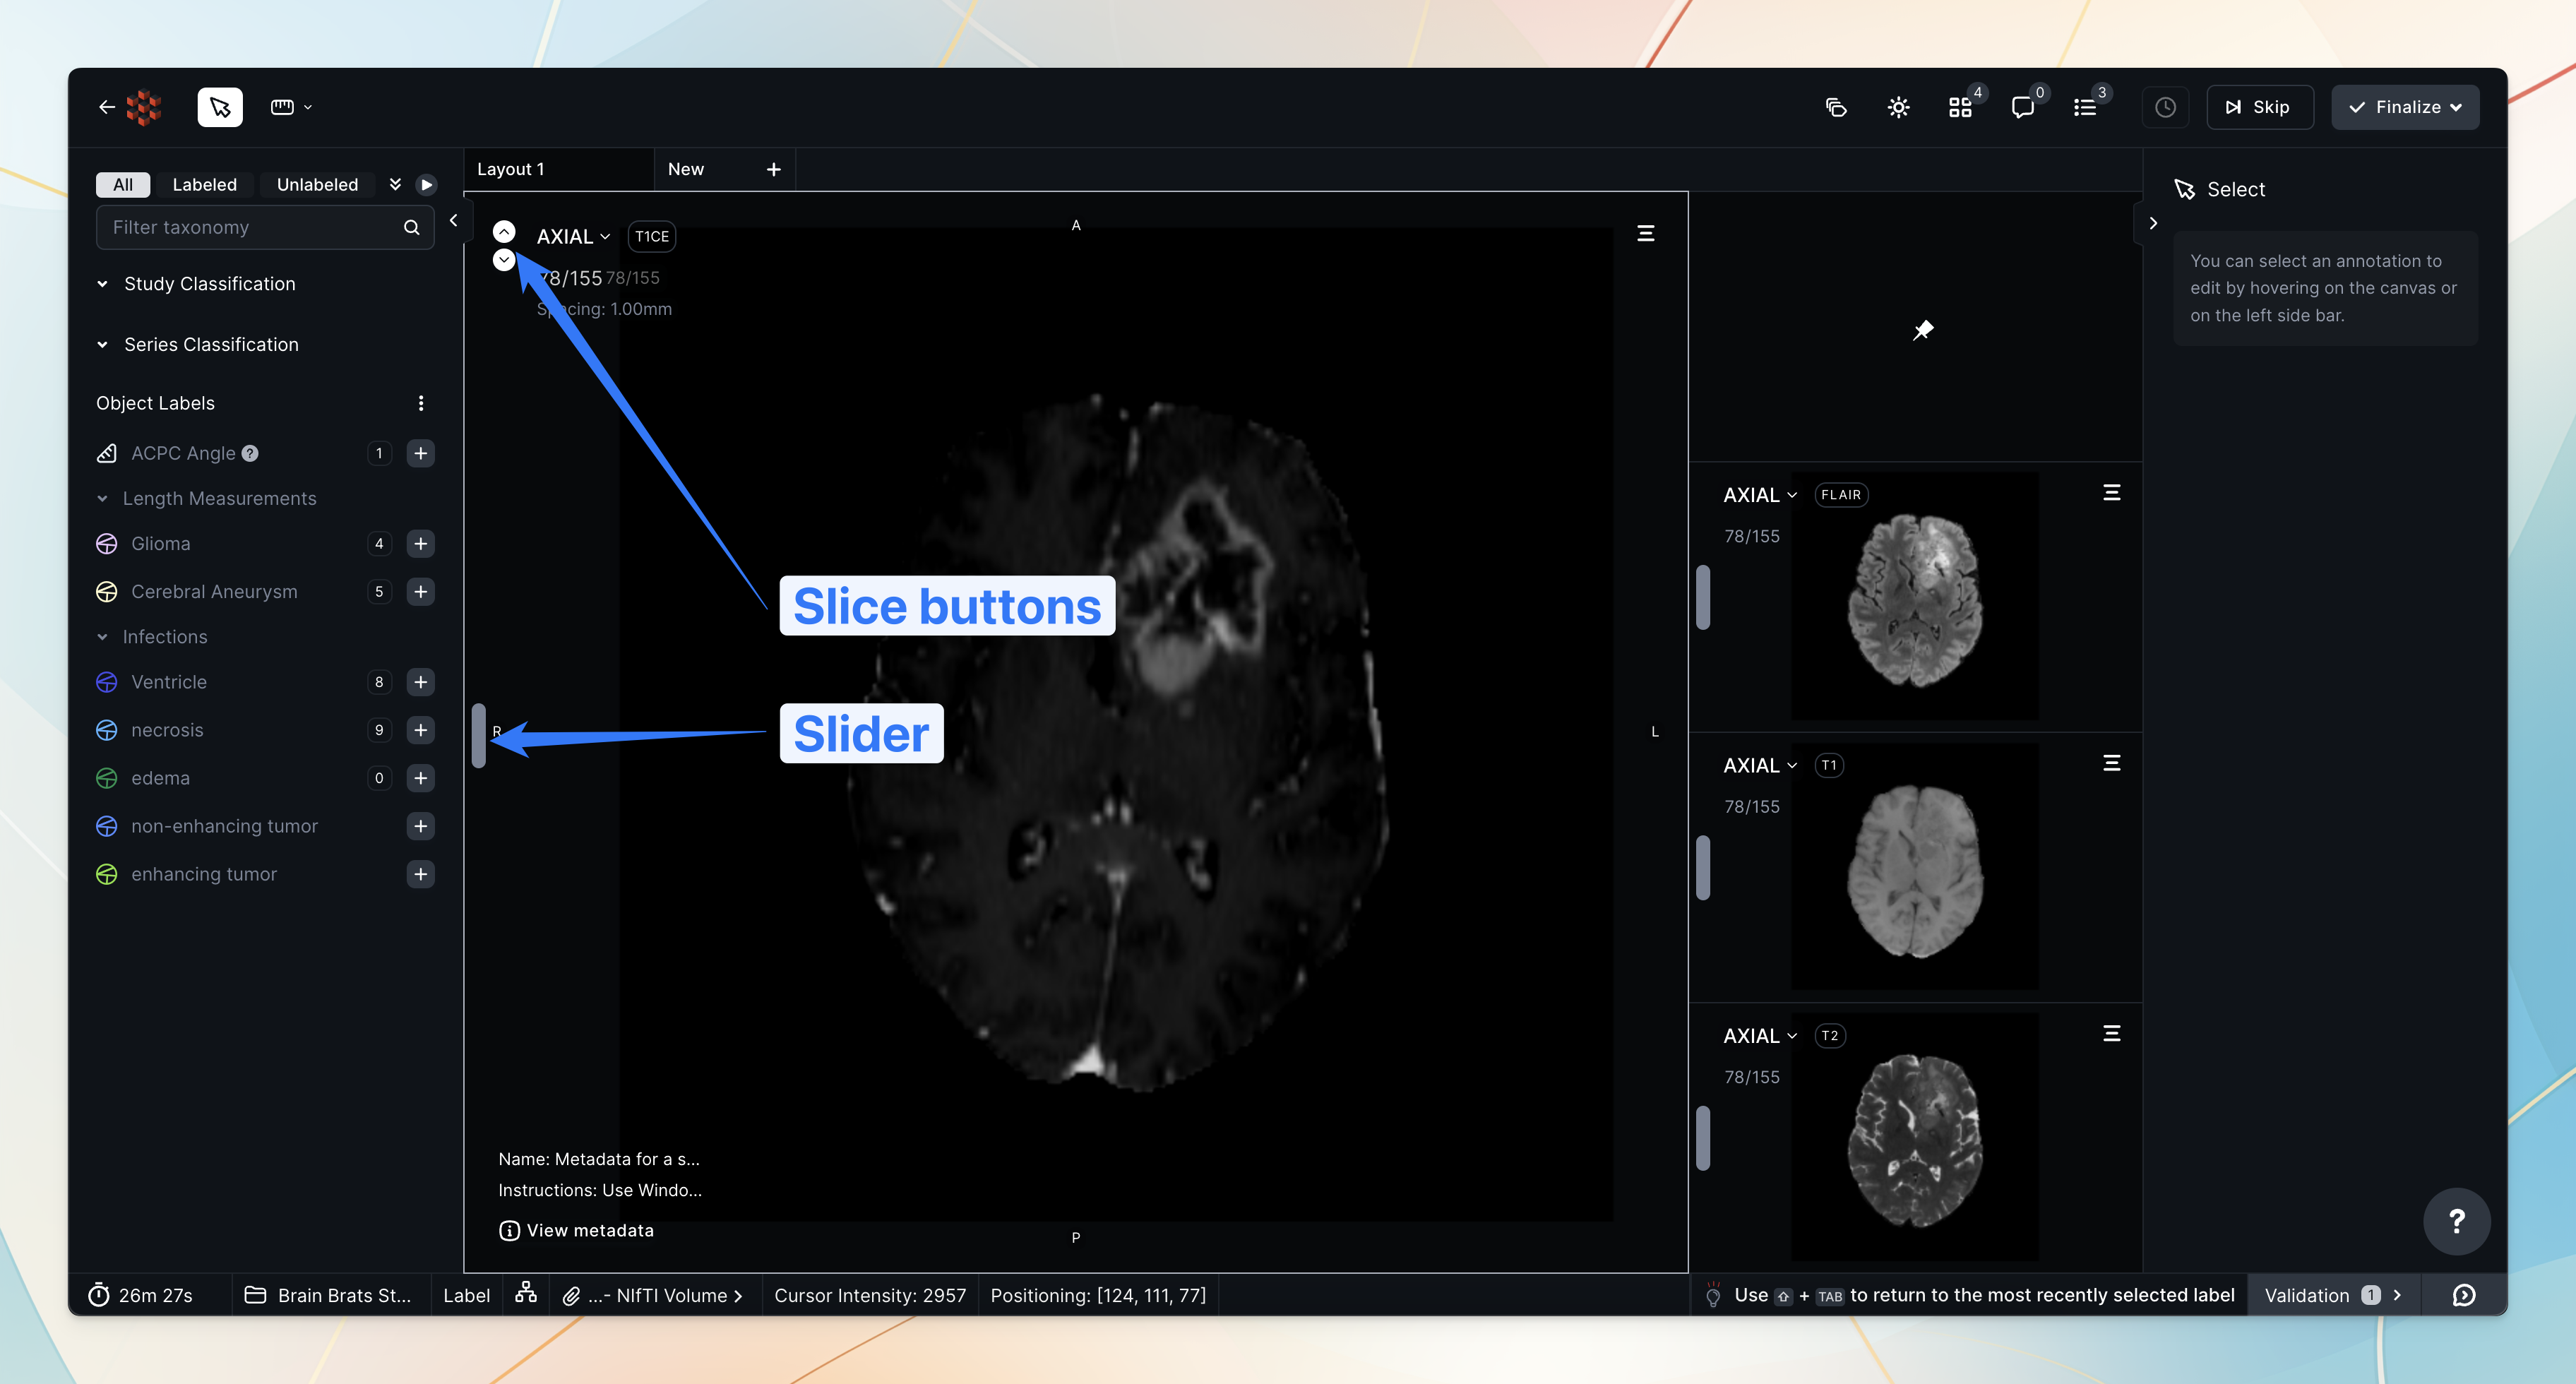 4
0
3
Skip
Finalize
All
Labeled
Unlabeled
Filter taxonomy
Study Classification
Series Classification
Object Labels
ACPC Angle ?
1
Length Measurements
Glioma
4
Cerebral Aneurysm
5
Infections
Ventricle
8
necrosis
9
edema
0
non-enhancing tumor
enhancing tumor
Layout 1
New
AXIAL
T1CE
78/155 78/155
Spacing: 1.00mm
A
R
L
P
Slice buttons
Slider
Name: Metadata for a s...
Instructions: Use Windo...
View metadata
AXIAL
FLAIR
78/155
AXIAL
T1
78/155
AXIAL
T2
78/155
Select
You can select an annotation to
edit by hovering on the canvas or
on the left side bar.
?
26m 27s
Brain Brats St...
Label
...- NIfTI Volume
Cursor Intensity: 2957
Positioning: [124, 111, 77]
Use ⇧ + TAB to return to the most recently selected label
Validation 1